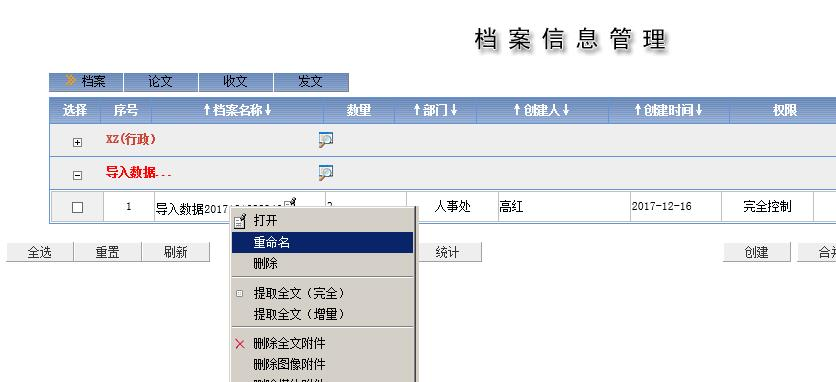 档案信息管理
档案 论文 收文 发文
选择 序号 ↑档案名称↓ 数量 ↑部门↓ ↑创建人↓ ↑创建时间↓ 权限
XZ(行政)
导入数据...
1 导入数据2017 人事处 高红 2017-12-16 完全控制
打开
全选 重置 刷新 重命名 统计 创建
删除
提取全文（完全）
提取全文（增量）
删除全文附件
删除图像附件